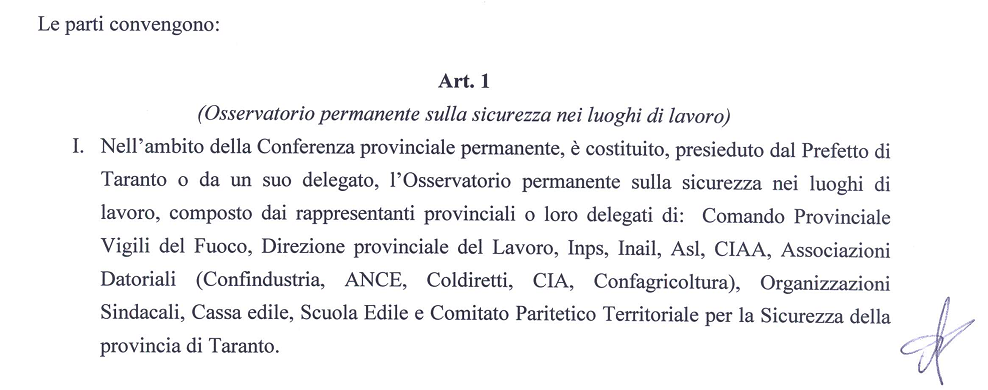 Le parti convengono:
Art. 1
(Osservatorio permanente sulla sicurezza nei luoghi di lavoro)
I. Nell'ambito della Conferenza provinciale permanente, è costituito, presieduto dal Prefetto di
Taranto o da un suo delegato, l'Osservatorio permanente sulla sicurezza nei luoghi di
lavoro, composto dai rappresentanti provinciali o loro delegati di: Comando Provinciale
Vigili del Fuoco, Direzione provinciale del Lavoro, Inps, Inail, Asl, CIAA, Associazioni
Datoriali (Confindustria, ANCE, Coldiretti, CIA, Confagricoltura), Organizzazioni
Sindacali, Cassa edile, Scuola Edile e Comitato Paritetico Territoriale per la Sicurezza della
provincia di Taranto.